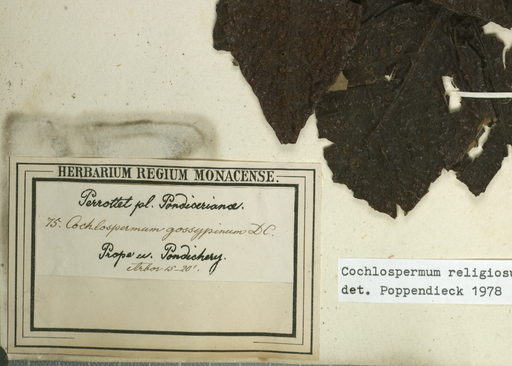 HERBARIUM REGIUM MONACENSE.
Perrottet pl. Pondicerianæ.
75. Cochlospermum gossypinum DC.
Prope u. Pondichery.
Arbor 15-20'.
Cochlospermum religiosu
det. Poppendieck 1978